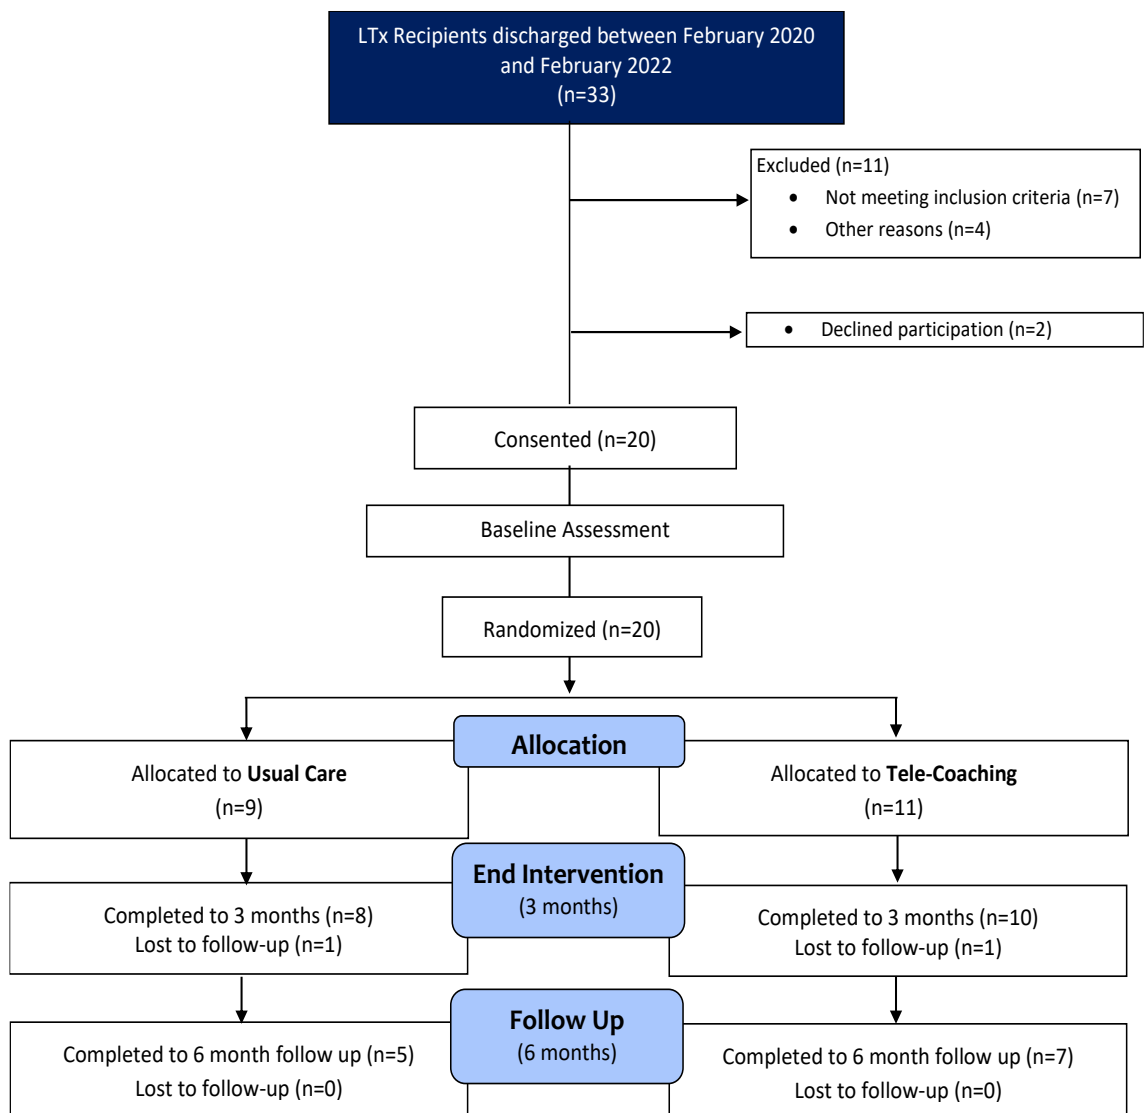 LTx Recipients discharged between February 2020
and February 2022
(n=33)
Excluded (n=11)
• Not meeting inclusion criteria (n=7)
• Other reasons (n=4)
• Declined participation (n=2)
Consented (n=20)
Baseline Assessment
Randomized (n=20)
Allocation
Allocated to Usual Care
(n=9)
Allocated to Tele-Coaching
(n=11)
End Intervention
(3 months)
Completed to 3 months (n=8)
Lost to follow-up (n=1)
Completed to 3 months (n=10)
Lost to follow-up (n=1)
Follow Up
(6 months)
Completed to 6 month follow up (n=5)
Lost to follow-up (n=0)
Completed to 6 month follow up (n=7)
Lost to follow-up (n=0)